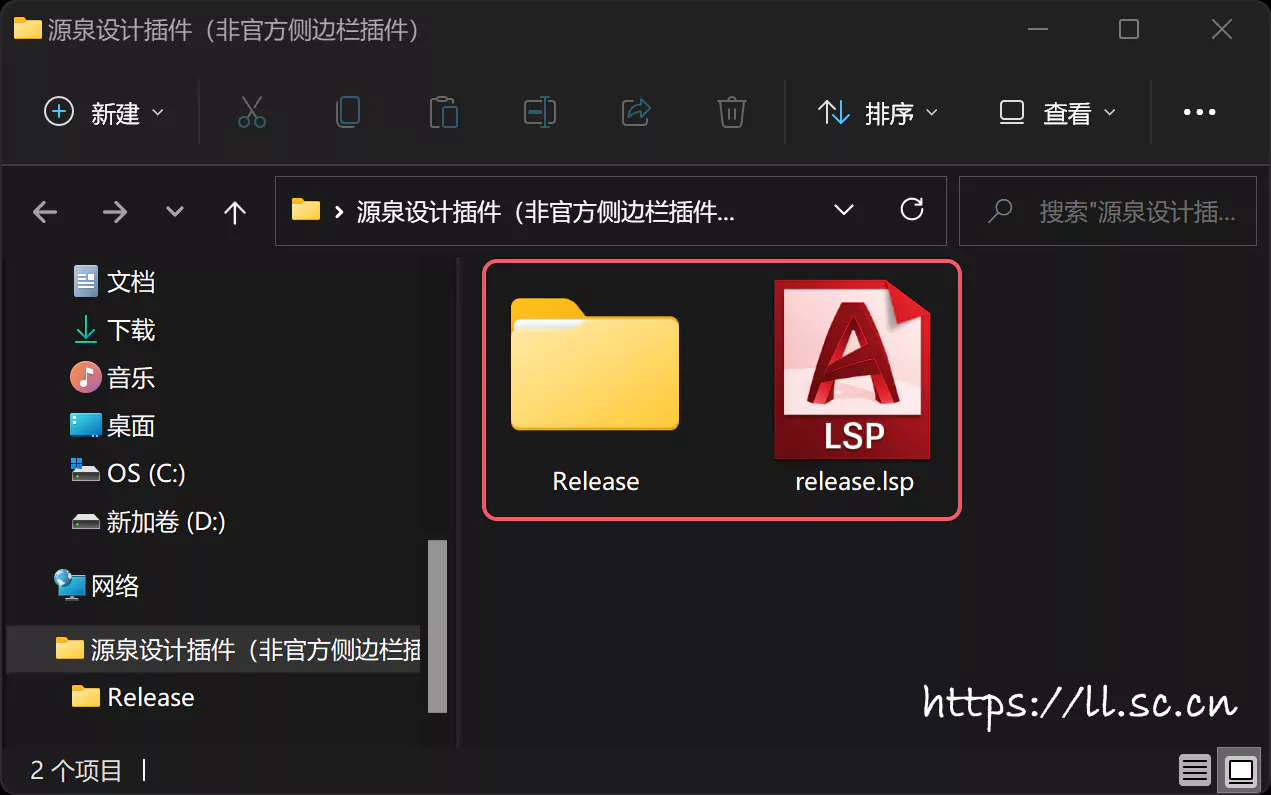 源泉设计插件（非官方侧边栏插件）
新建
排序
查看
源泉设计插件（非官方侧边栏插件...
搜索"源泉设计插...
文档
下载
音乐
桌面
OS (C:)
新加卷 (D:)
网络
源泉设计插件（非官方侧边栏插
Release
LSP
Release
release.lsp
https://ll.sc.cn
2 个项目